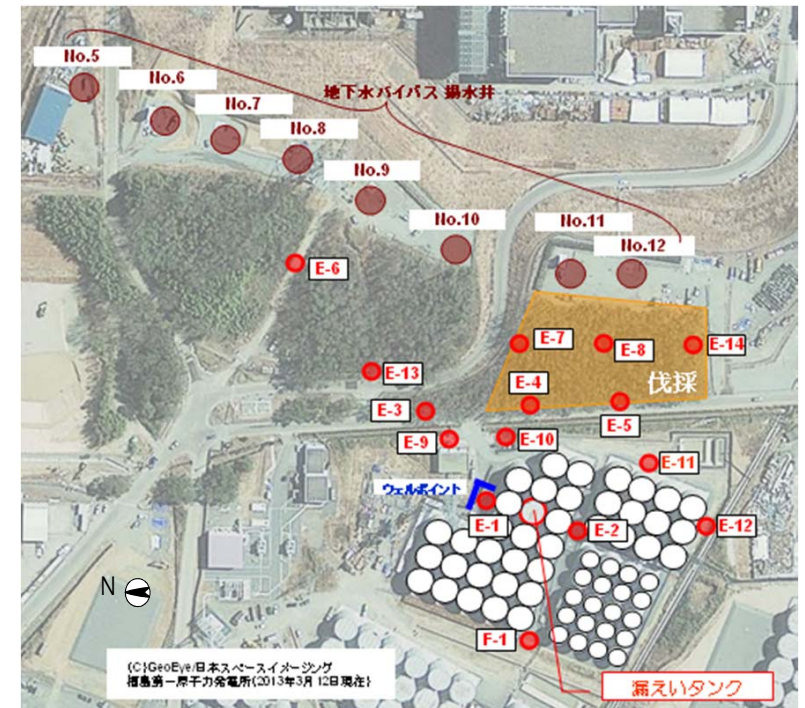 No.5
No.6
No.7
No.8
No.9
No.10
No.11
No.12
地下水バイパス 揚水井
E-6
E-7
E-8
E-14
E-13
E-4
伐採
E-3
E-5
E-9
E-10
E-11
ウェルポイント
E-1
E-2
E-12
N
F-1
(C)GeoEye/日本スペースイメージング
福島第一原子力発電所(2013年3月12日現在)
漏えいタンク